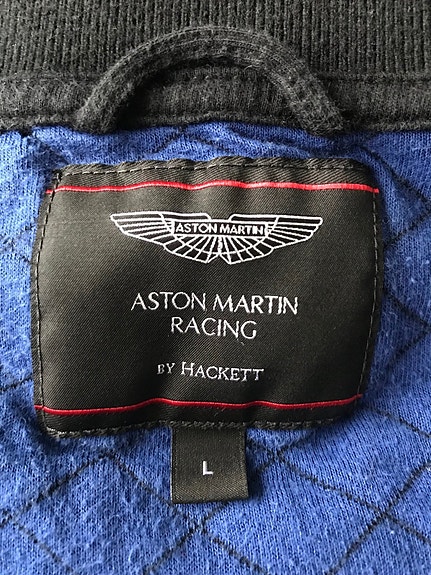 ASTON MARTIN
ASTON MARTIN
RACING
BY HACKETT
L